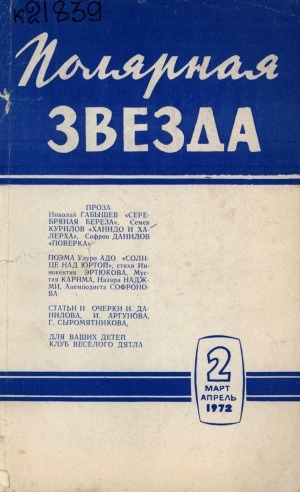 к21839
Полярная
ЗВЕЗДА
ПРОЗА
Николай ГАБЫШЕВ «СЕРЕ-
БРЯНАЯ БЕРЕЗА», Семен
КУРИЛОВ «ХАНИДО И ХА-
ЛЕРХА», Софрон ДАНИЛОВ
«ПОВЕРКА»
ПОЭМА Улуро АДО «СОЛН-
ЦЕ НАД ЮРТОЙ», стихи Ин-
нокентия ЭРТЮКОВА, Мус-
тая КАРИМА, Назара НАДЖ-
МИ, Анемподиста СОФРОНО-
ВА
СТАТЬИ И ОЧЕРКИ И. ДА-
НИЛОВА, И. АРГУНОВА,
Г. СЫРОМЯТНИКОВА,
ДЛЯ ВАШИХ ДЕТЕЙ
КЛУБ ВЕСЕЛОГО ДЯТЛА
2
МАРТ
АПРЕЛЬ
1972